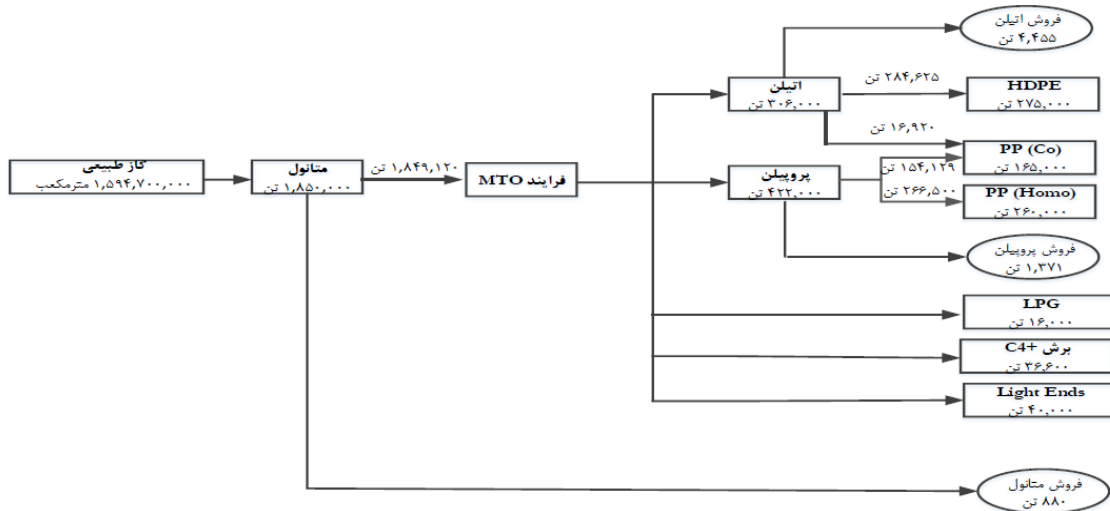 فروش اتیلن
۴,۴۵۵ تن
اتیلن
۳۰۶,۰۰۰ تن
۲۸۴,۶۲۵ تن
HDPE
۲۷۵,۰۰۰ تن
۱۶,۹۲۰ تن
PP (Co)
۱۶۵,۰۰۰ تن
گاز طبیعی
۱,۵۹۴,۷۰۰,۰۰۰ مترمکعب
متانول
۱,۸۵۰,۰۰۰ تن
۱,۸۴۹,۱۲۰ تن
فرایند MTO
پروپیلن
۴۲۲,۰۰۰ تن
۱۵۴,۱۲۹ تن
۲۶۶,۵۰۰ تن
PP (Homo)
۲۶۰,۰۰۰ تن
فروش پروپیلن
۱,۳۷۱ تن
LPG
۱۶,۰۰۰ تن
برش C4+
۳۶,۶۰۰ تن
Light Ends
۴۰,۰۰۰ تن
فروش متانول
۸۸۰ تن